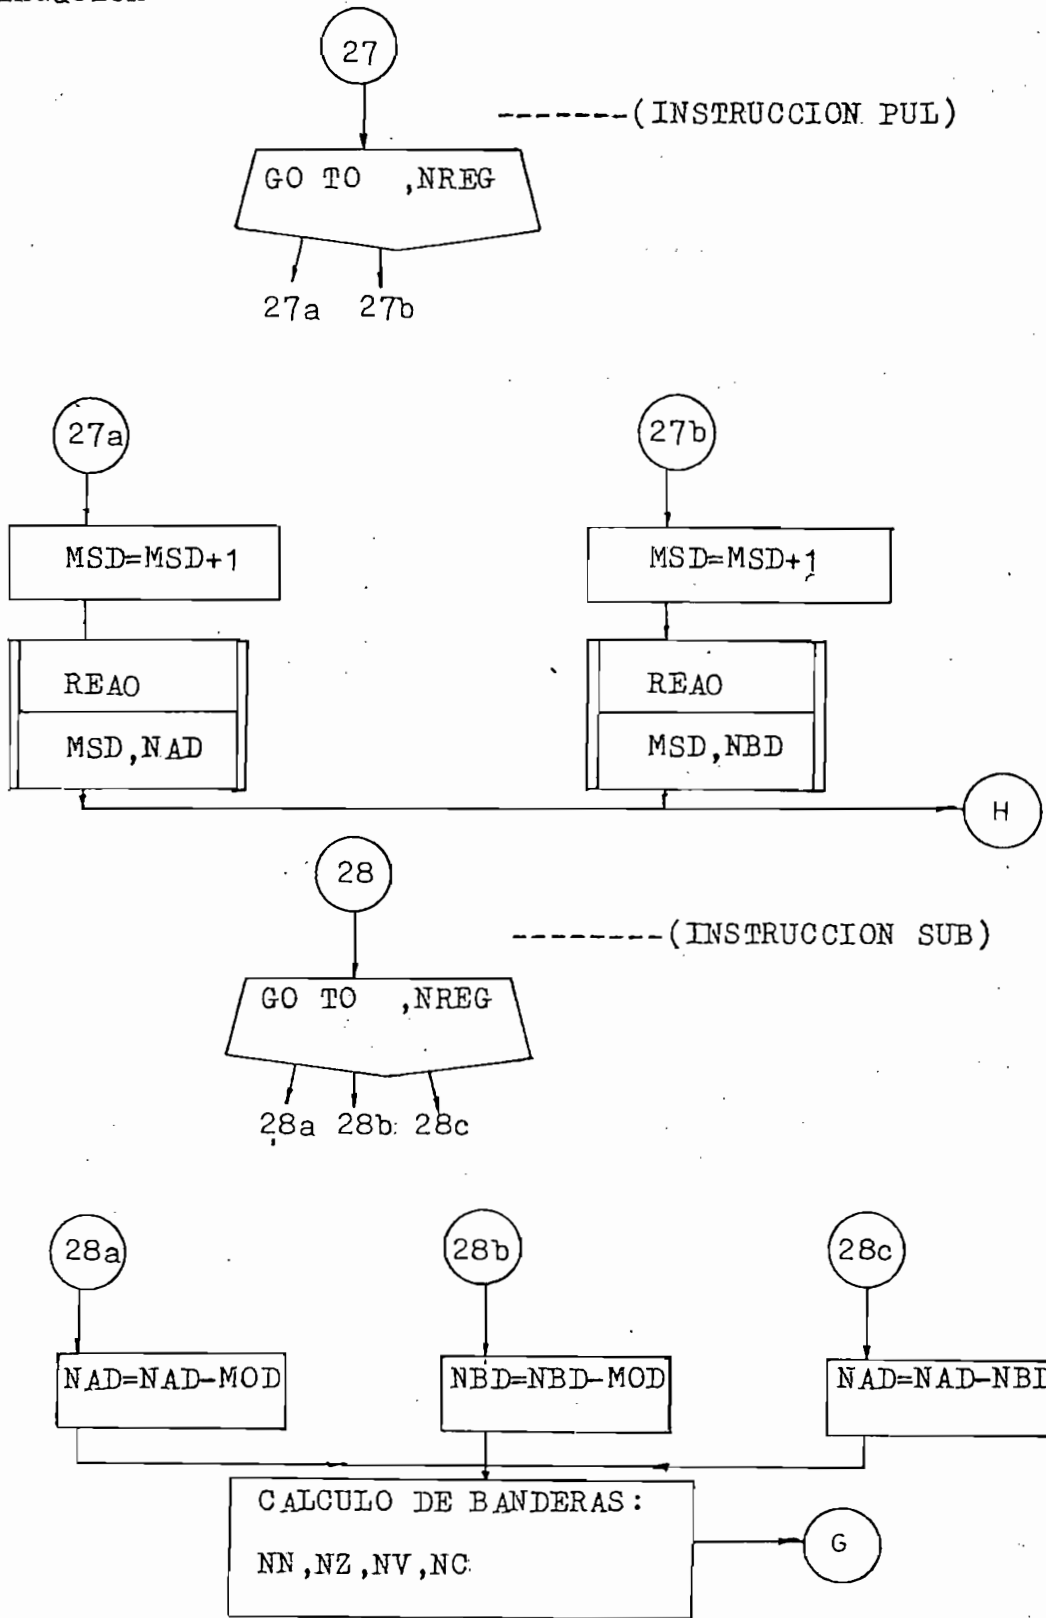 27
-------(INSTRUCCION PUL)
GO TO ,NREG
27a 27b
27a 27b
MSD=MSD+1 MSD=MSD+1
REAO REAO
MSD,NAD MSD,NBD
H
28
--------(INSTRUCCION SUB)
GO TO ,NREG
28a 28b 28c
28a 28b 28c
NAD=NAD-MOD NBD=NBD-MOD NAD=NAD-NBD
CALCULO DE BANDERAS:
NN,NZ,NV,NC
G